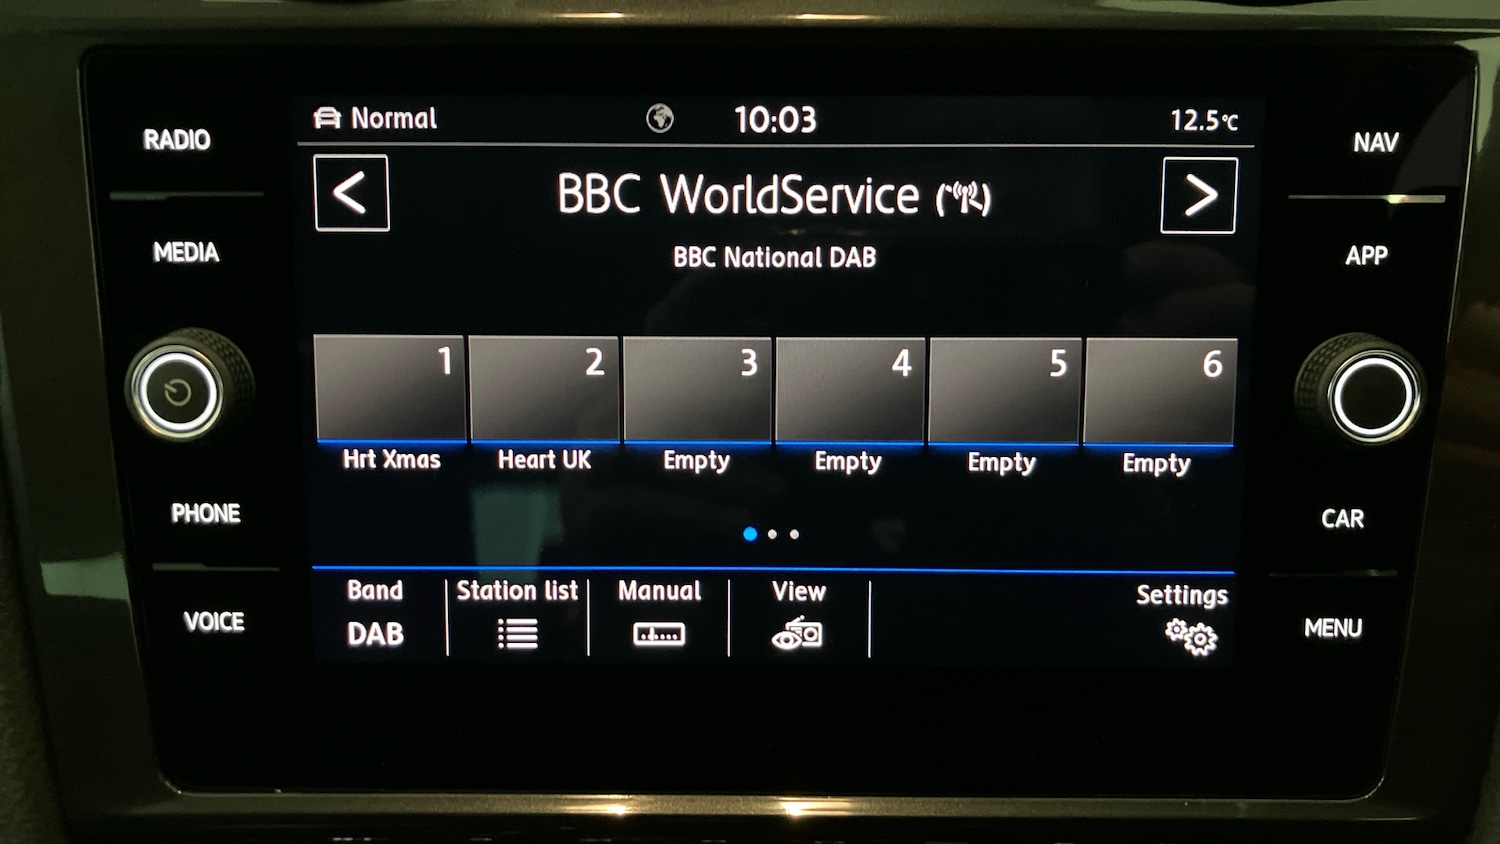 RADIO
MEDIA
PHONE
VOICE
Normal 10:03 12.5°C
< BBC WorldService >
BBC National DAB
1 2 3 4 5 6
Hrt Xmas Heart UK Empty Empty Empty Empty
Band Station list Manual View Settings
DAB
NAV
APP
CAR
MENU